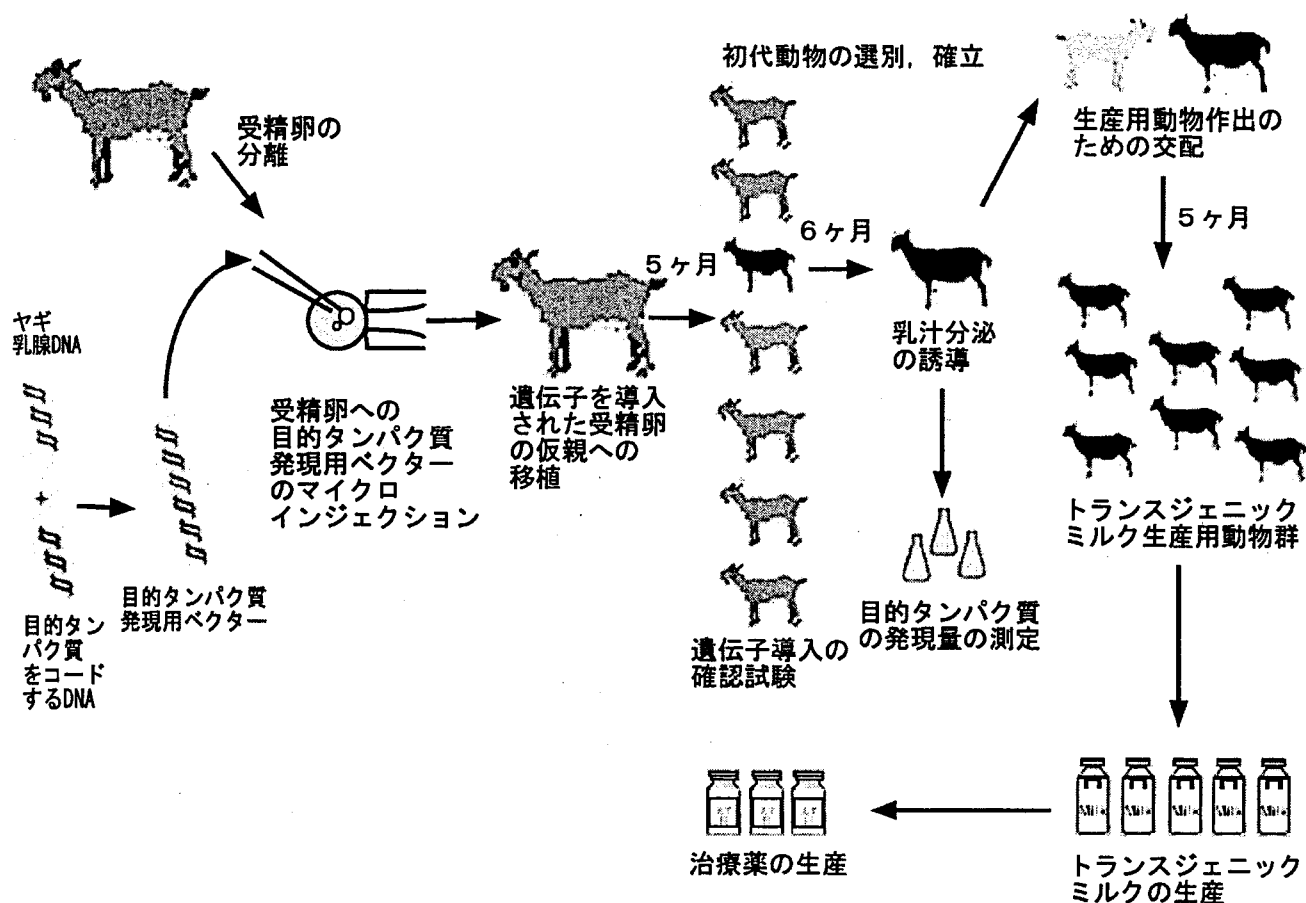 初代動物の選別，確立
受精卵の
分離
生産用動物作出の
ための交配
5ヶ月
6ヶ月
5ヶ月
ヤギ
乳腺DNA
乳汁分泌
の誘導
受精卵への
目的タンパク質
発現用ベクター
のマイクロ
インジェクション
遺伝子を導入
された受精卵
の仮親への
移植
+
目的タンパク質
発現用ベクター
目的タン
パク質
をコード
するDNA
遺伝子導入の
確認試験
目的タンパク質
の発現量の測定
トランスジェニック
ミルク生産用動物群
治療薬の生産
トランスジェニック
ミルクの生産